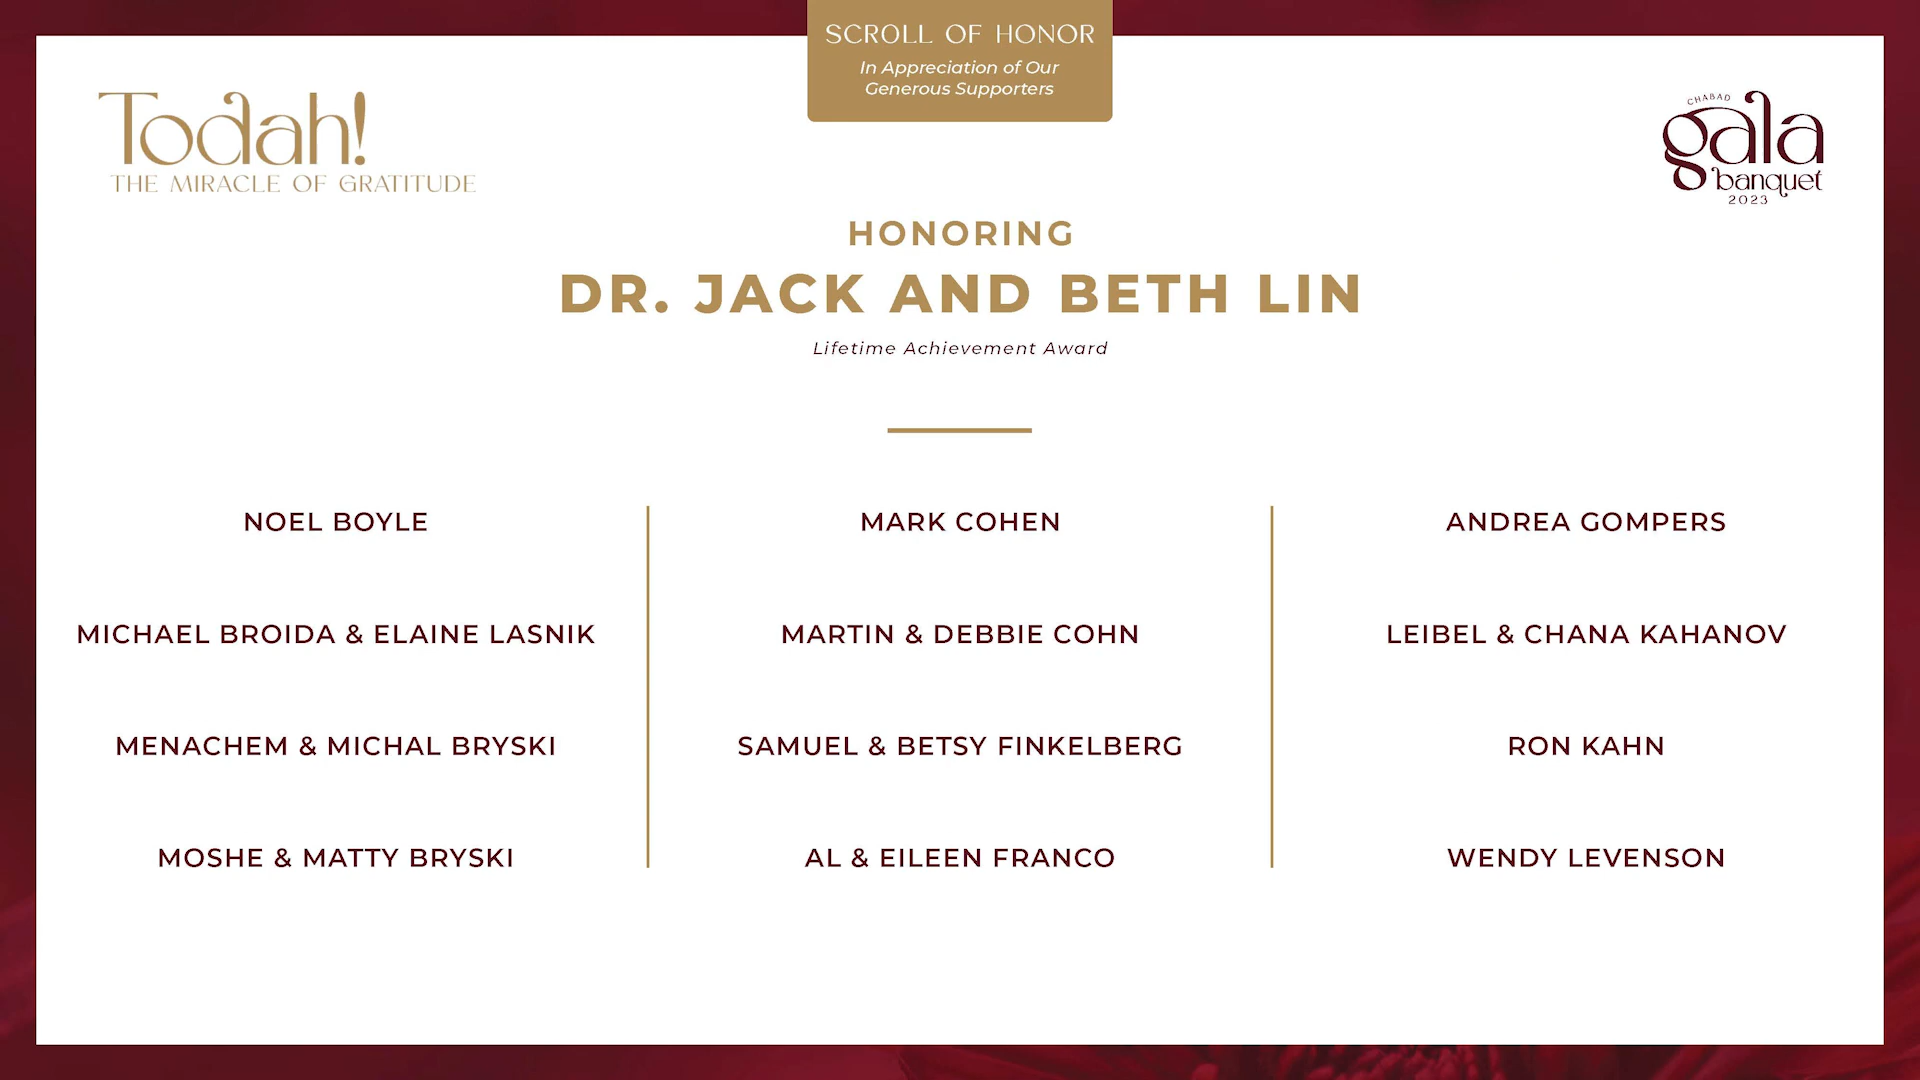 SCROLL OF HONOR
In Appreciation of Our
Generous Supporters
Todah!
THE MIRACLE OF GRATITUDE
CHABAD
gala
banquet
2023
HONORING
DR. JACK AND BETH LIN
Lifetime Achievement Award
NOEL BOYLE
MICHAEL BROIDA & ELAINE LASNIK
MENACHEM & MICHAL BRYSKI
MOSHE & MATTY BRYSKI
MARK COHEN
MARTIN & DEBBIE COHN
SAMUEL & BETSY FINKELBERG
AL & EILEEN FRANCO
ANDREA GOMPERS
LEIBEL & CHANA KAHANOV
RON KAHN
WENDY LEVENSON